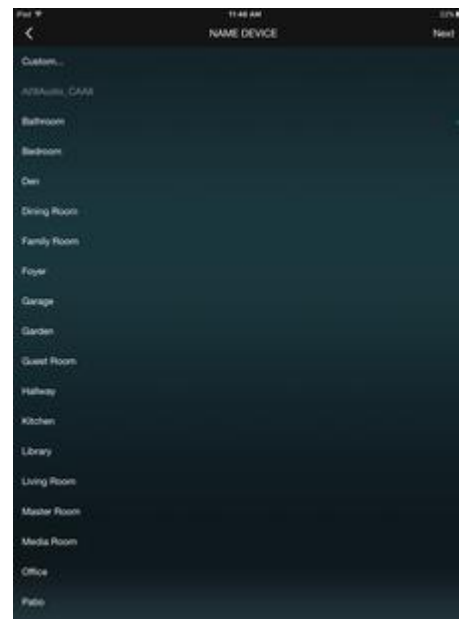 iPad 11:46 AM
NAME DEVICE Next
Custom...
Bathroom
Bedroom
Den
Dining Room
Family Room
Foyer
Garage
Garden
Guest Room
Hallway
Kitchen
Library
Living Room
Master Room
Media Room
Office
Patio